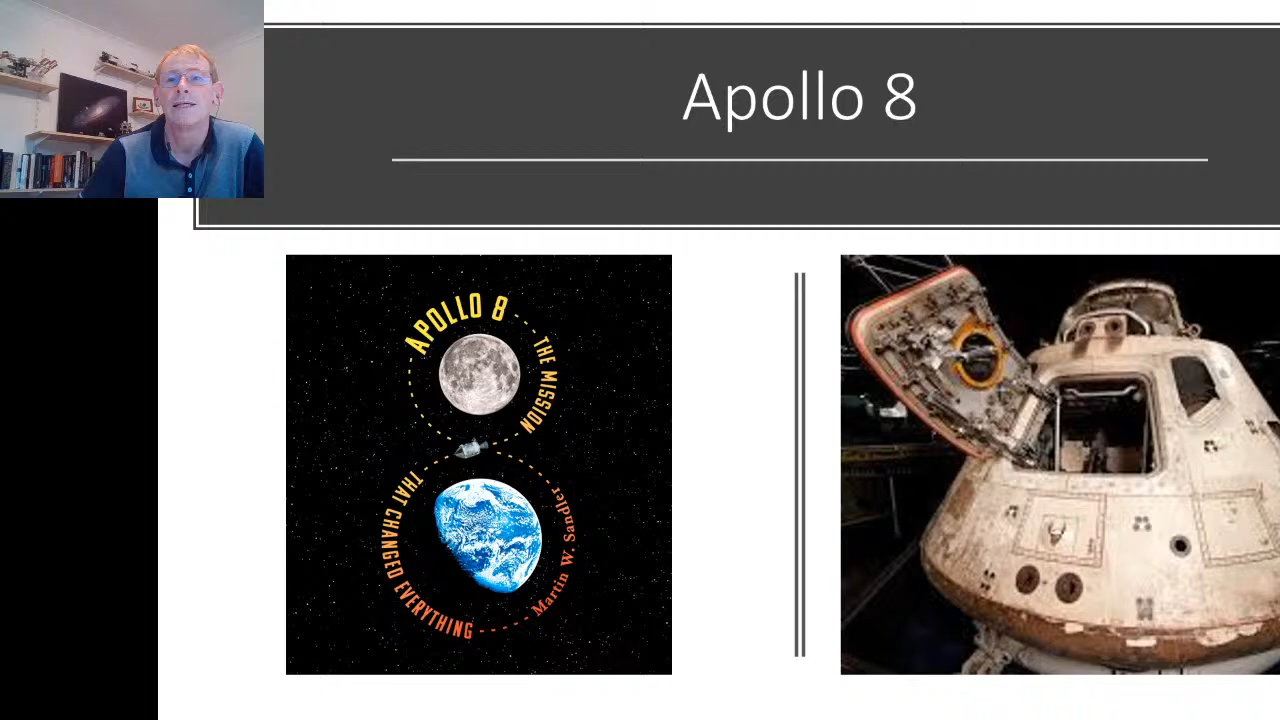 Apollo 8
APOLLO 8
THE MISSION
THAT CHANGED EVERYTHING
Martin W. Sandler